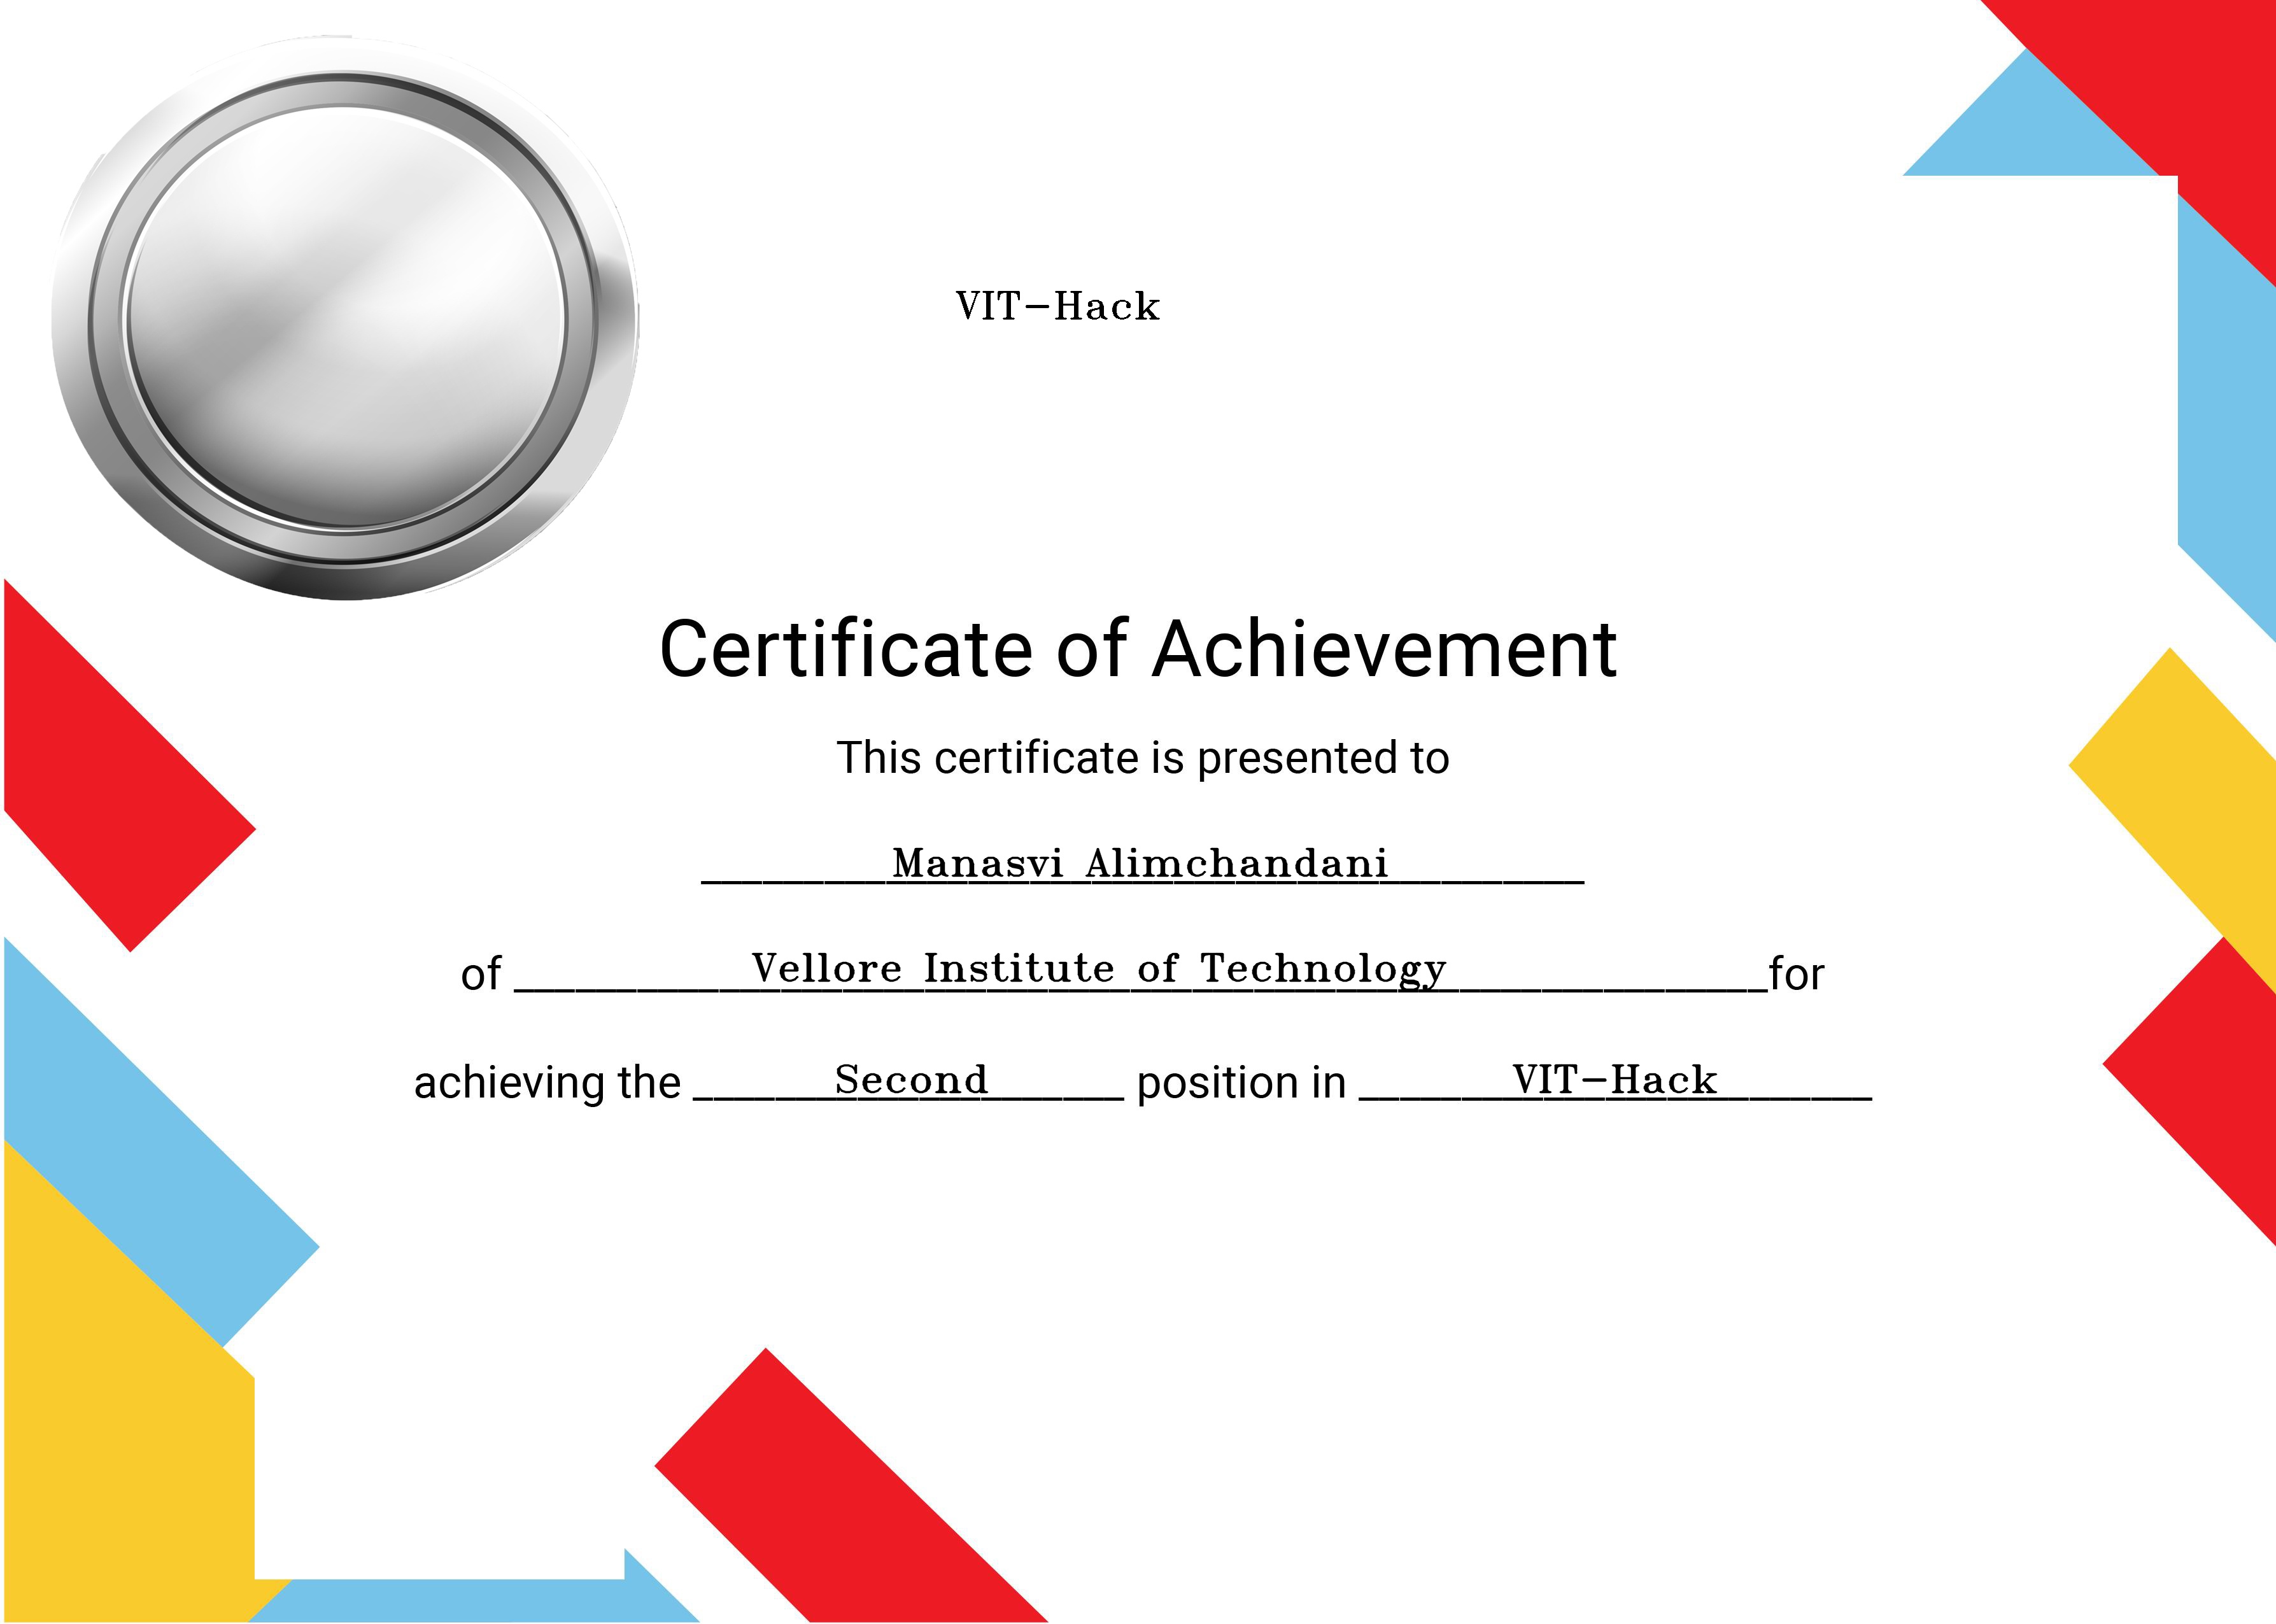 VIT-Hack
Certificate of Achievement
This certificate is presented to
Manasvi Alimchandani
of Vellore Institute of Technology for
achieving the Second position in VIT-Hack